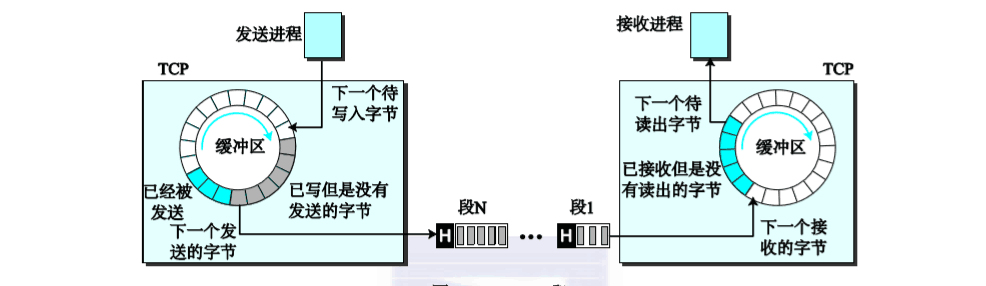 发送进程
接收进程
TCP
TCP
下一个待
写入字节
下一个待
读出字节
缓冲区
缓冲区
已经被
发送
已写但是没有
发送的字节
已接收但是没
有读出的字节
下一个发
送的字节
段N
段1
下一个接
收的字节
H
...
H